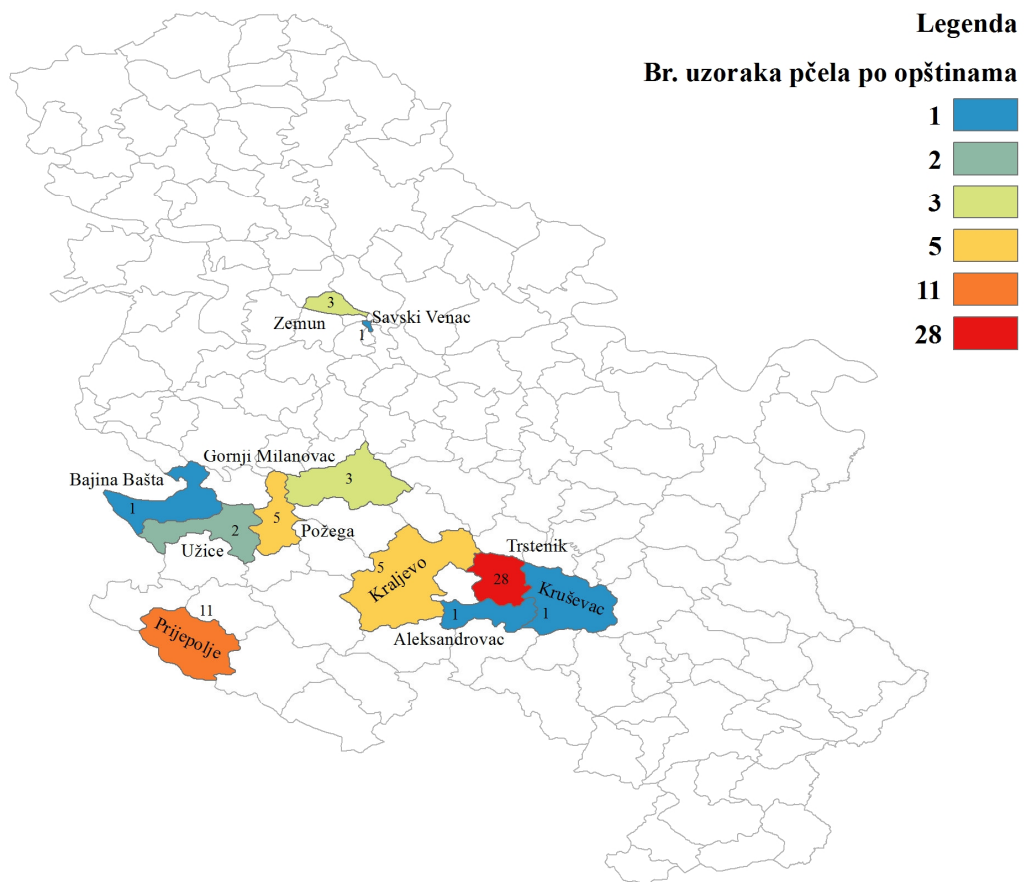 Legenda
Br. uzoraka pčela po opštinama
1
2
3
5
11
28
3
Zemun
Savski Venac
1
Gornji Milanovac
3
Bajina Bašta
1
2
Užice
5
Požega
5
Kraljevo
Trstenik
28
Kruševac
1
1
Aleksandrovac
11
Prijepolje